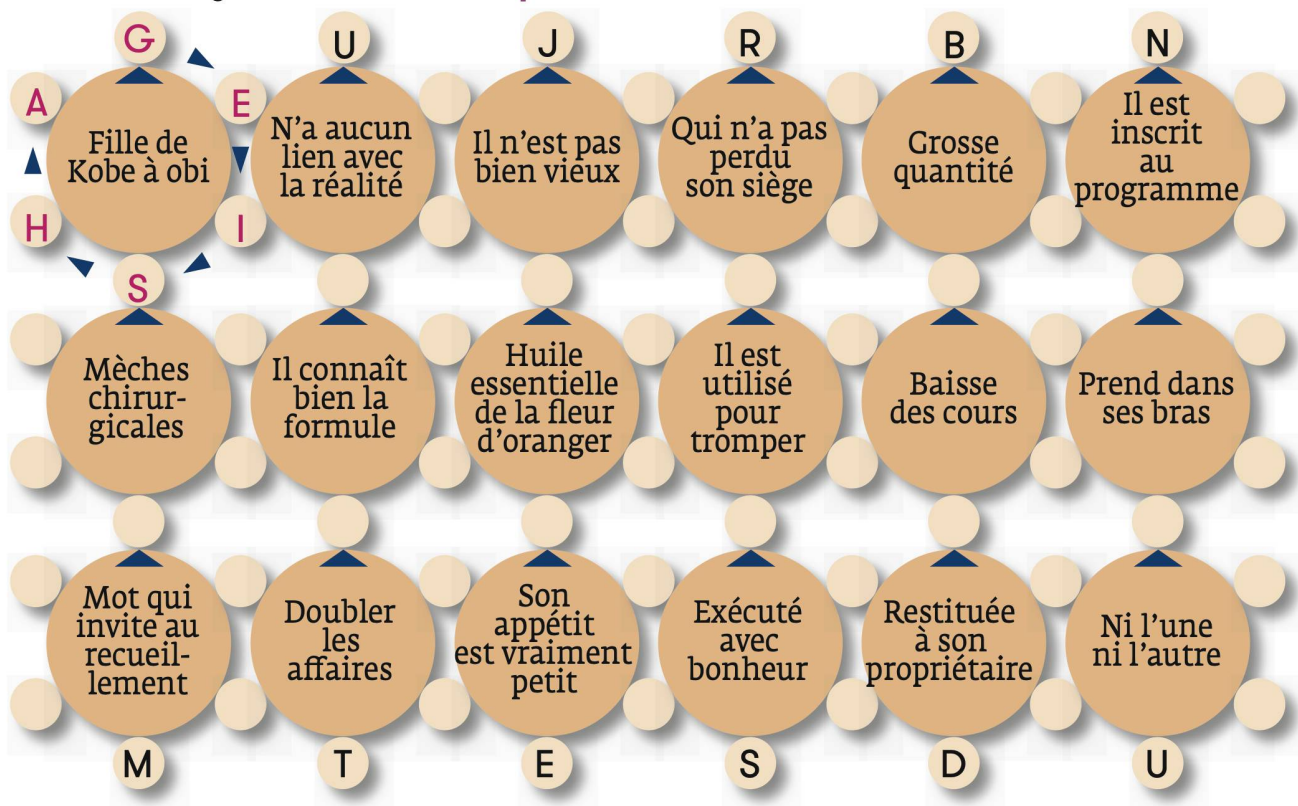 G
U
J
R
B
N
A
E
Fille de
Kobe à obi
N'a aucun
lien avec
la réalité
Il n'est pas
bien vieux
Qui n'a pas
perdu
son siège
Grosse
quantité
Il est
inscrit
au
programme
H
I
S
Mèches
chirur-
gicales
Il connaît
bien la
formule
Huile
essentielle
de la fleur
d'oranger
Il est
utilisé
pour
tromper
Baisse
des cours
Prend dans
ses bras
Mot qui
invite au
recueil-
lement
Doubler
les
affaires
Son
appétit
est vraiment
petit
Exécuté
avec
bonheur
Restituée
à son
propriétaire
Ni l'une
ni l'autre
M
T
E
S
D
U